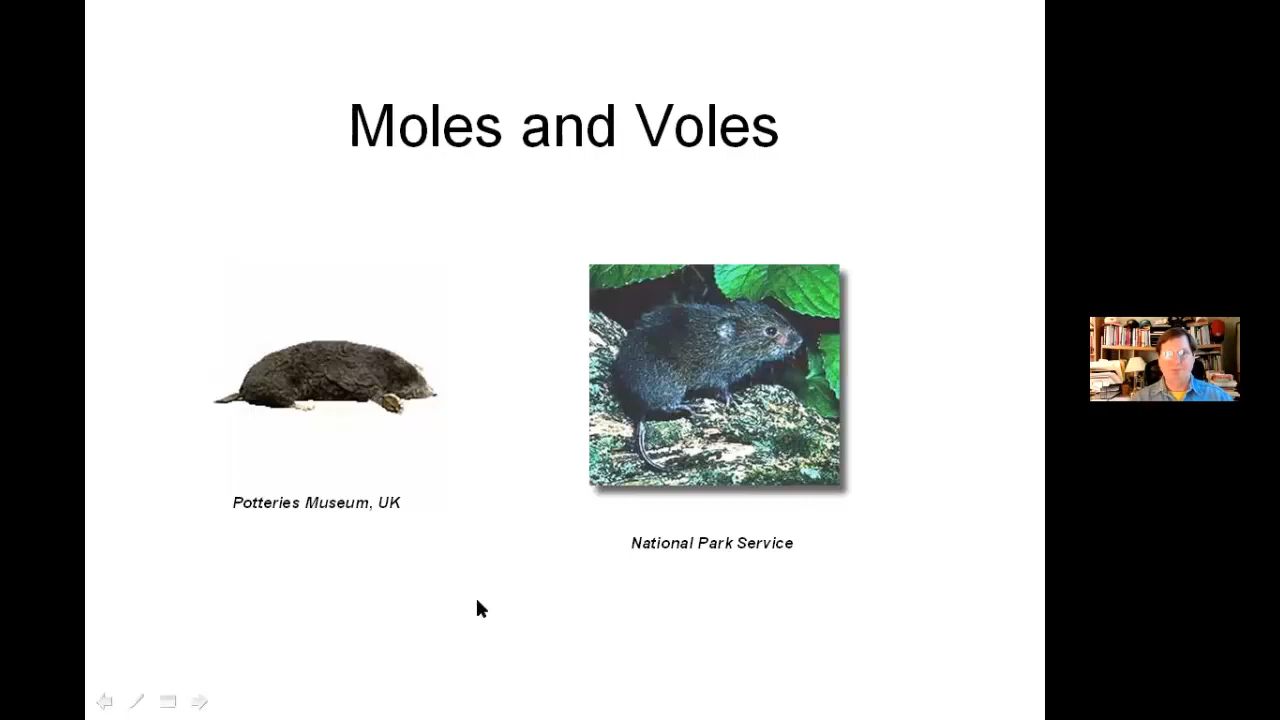 Moles and Voles
Potteries Museum, UK
National Park Service